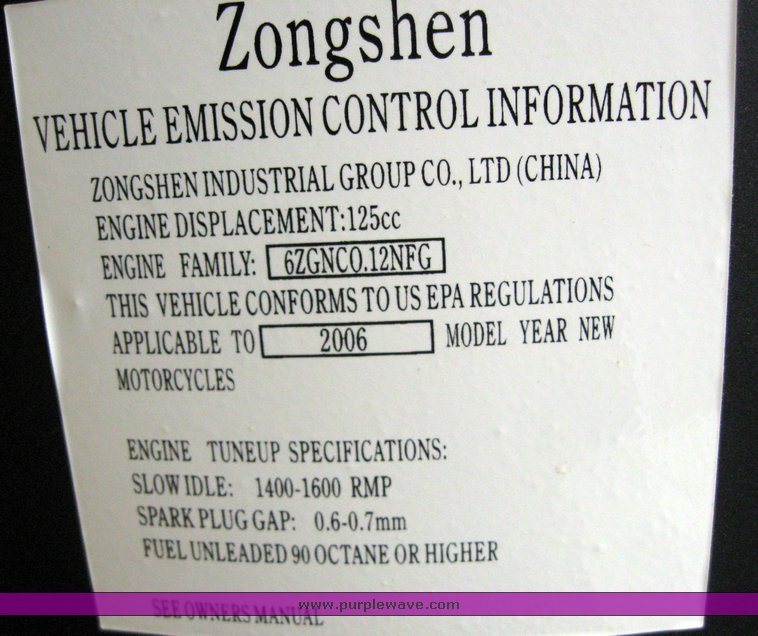 Zongshen
VEHICLE EMISSION CONTROL INFORMATION
ZONGSHEN INDUSTRIAL GROUP CO., LTD (CHINA)
ENGINE DISPLACEMENT:125cc
ENGINE FAMILY: 6ZGNCO.12NFG
THIS VEHICLE CONFORMS TO US EPA REGULATIONS
APPLICABLE TO 2006 MODEL YEAR NEW
MOTORCYCLES
ENGINE TUNEUP SPECIFICATIONS:
SLOW IDLE: 1400-1600 RMP
SPARK PLUG GAP: 0.6-0.7mm
FUEL UNLEADED 90 OCTANE OR HIGHER
SEE OWNERS MANUAL
www.purplewave.com